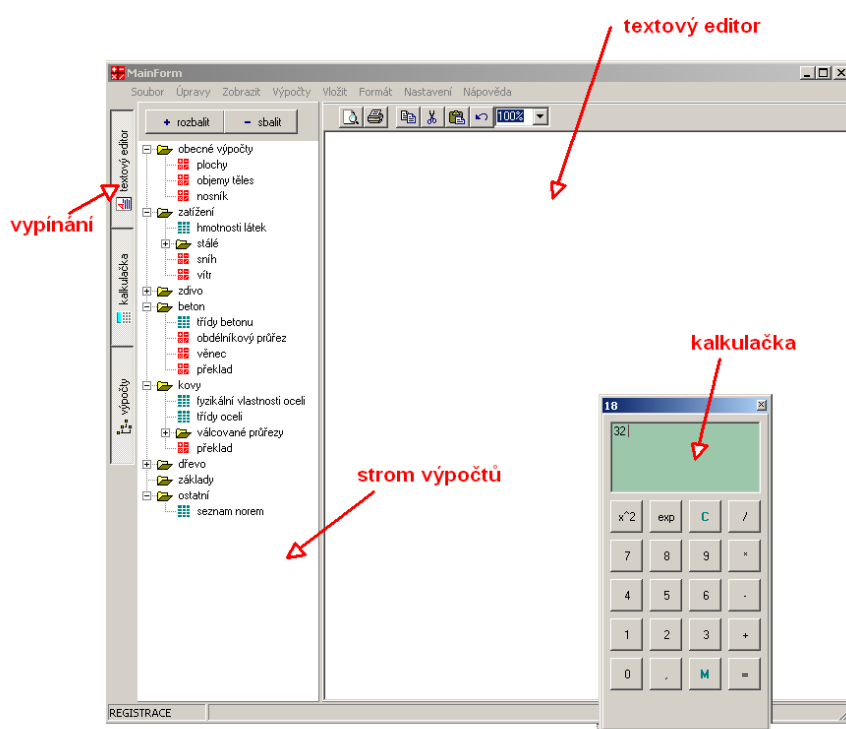 textový editor
MainForm
Soubor Úpravy Zobrazit Výpočty Vložit Formát Nastavení Nápověda
+ rozbalit - sbalit
100%
textový editor
kalkulačka
výpočty
vypínání
obecné výpočty
plochy
objemy těles
nosník
zatížení
hmotnosti látek
stálé
sníh
vítr
zdivo
beton
třídy betonu
obdélníkový průřez
věnec
překlad
kovy
fyzikální vlastnosti oceli
třídy oceli
válcované průřezy
překlad
dřevo
základy
ostatní
seznam norem
strom výpočtů
kalkulačka
18
32
x^2 exp C /
7 8 9 *
4 5 6 -
1 2 3 +
0 , M =
REGISTRACE